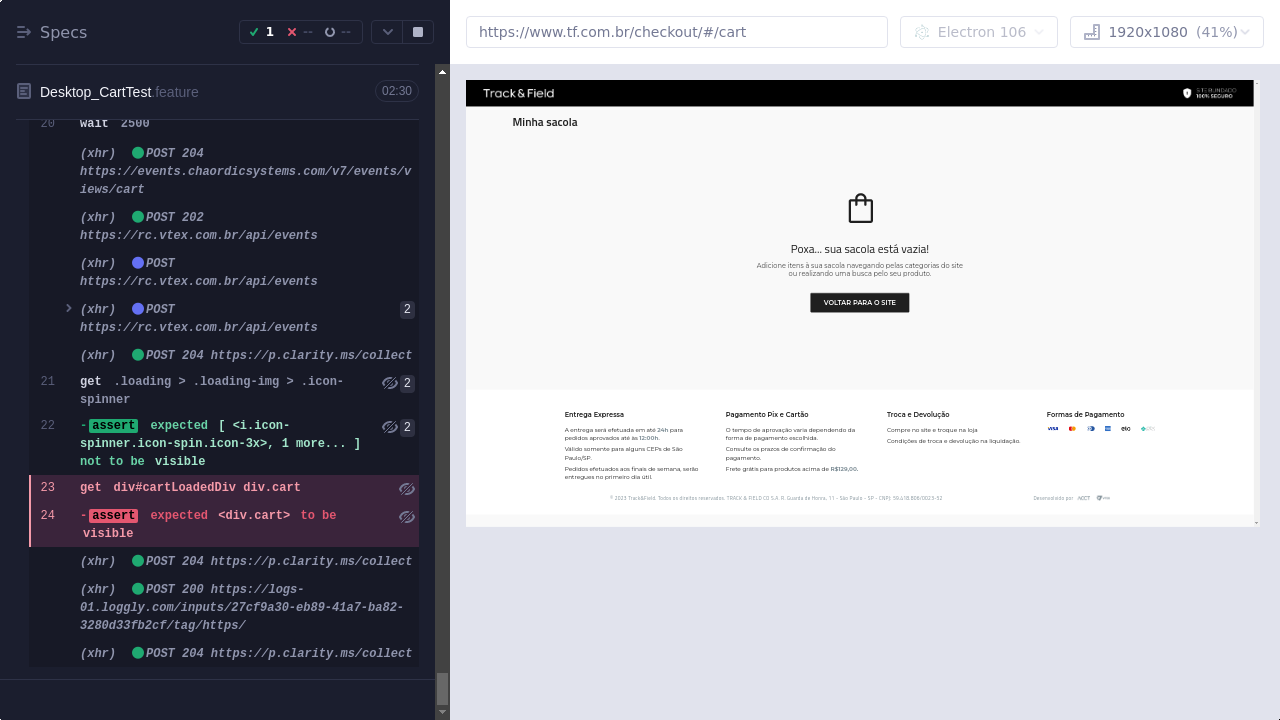 Specs
1
--
--
https://www.tf.com.br/checkout/#/cart
Electron 106
1920x1080 (41%)
Desktop_CartTest.feature
02:30
20 wait 2500
(xhr) POST 204
https://events.chaordicsystems.com/v7/events/v
iews/cart
(xhr) POST 202
https://rc.vtex.com.br/api/events
(xhr) POST
https://rc.vtex.com.br/api/events
(xhr) POST 2
https://rc.vtex.com.br/api/events
(xhr) POST 204 https://p.clarity.ms/collect
21 get .loading > .loading-img > .icon- 2
spinner
22 -assert expected [ <i.icon- 2
spinner.icon-spin.icon-3x>, 1 more... ]
not to be visible
23 get div#cartLoadedDiv div.cart
24 -assert expected <div.cart> to be
visible
(xhr) POST 204 https://p.clarity.ms/collect
(xhr) POST 200 https://logs-
01.loggly.com/inputs/27cf9a30-eb89-41a7-ba82-
3280d33fb2cf/tag/https/
(xhr) POST 204 https://p.clarity.ms/collect
Track&Field
SITE BLINDADO
100% SEGURO
Minha sacola
Poxa... sua sacola está vazia!
Adicione itens à sua sacola navegando pelas categorias do site
ou realizando uma busca pelo seu produto.
VOLTAR PARA O SITE
Entrega Expressa
A entrega será efetuada em até 24h para
pedidos aprovados até às 12:00h.
Válido somente para alguns CEPs de São
Paulo/SP.
Pedidos efetuados aos finais de semana, serão
entregues no primeiro dia útil.
Pagamento Pix e Cartão
O tempo de aprovação varia dependendo da
forma de pagamento escolhida.
Consulte os prazos de confirmação do
pagamento.
Frete grátis para produtos acima de R$129,00.
Troca e Devolução
Compre no site e troque na loja
Condições de troca e devolução na liquidação.
Formas de Pagamento
VISA
elo
© 2023 Track&Field. Todos os direitos reservados. TRACK & FIELD CO S.A. R. Guarda de Honra, 11 - São Paulo - SP - CNPJ: 59.418.806/0023-52
Desenvolvido por ACCT